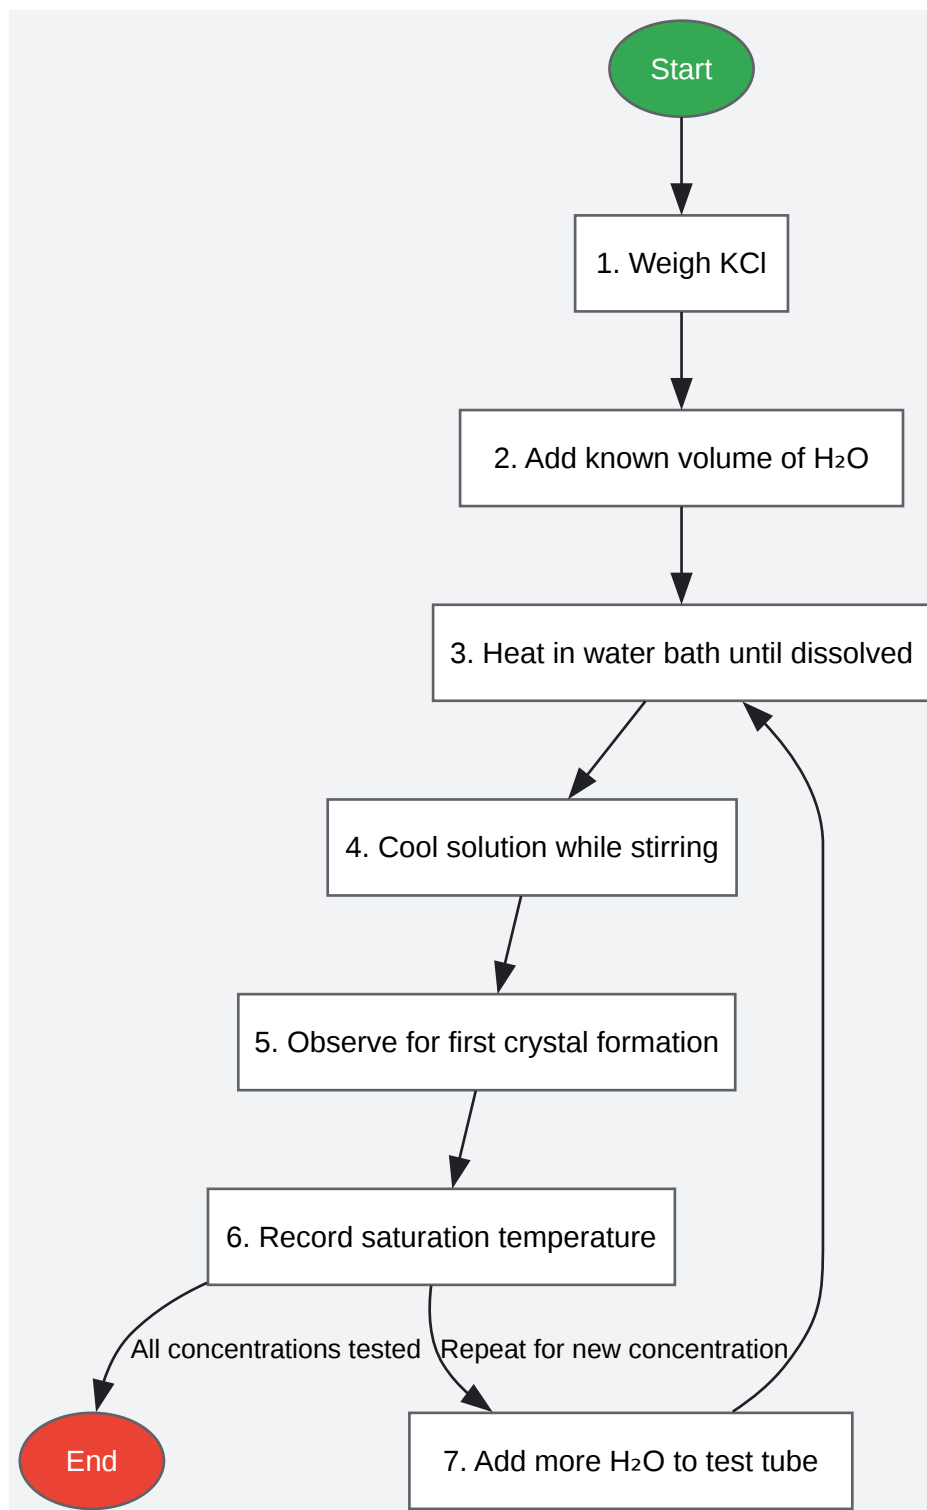 Start
1. Weigh KCl
2. Add known volume of H₂O
3. Heat in water bath until dissolved
4. Cool solution while stirring
5. Observe for first crystal formation
6. Record saturation temperature
All concentrations tested
Repeat for new concentration
End
7. Add more H₂O to test tube